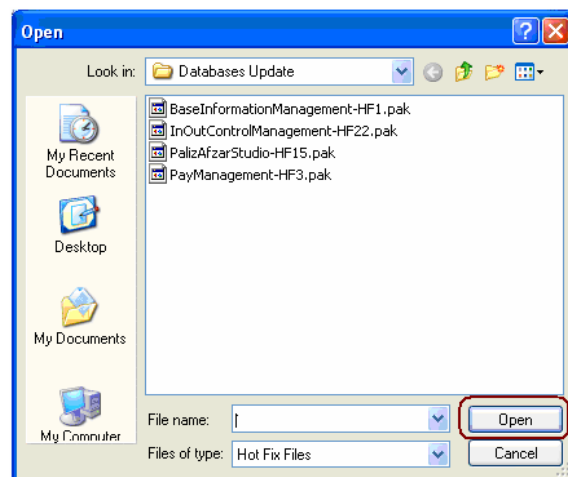 Open
Look in: Databases Update
My Recent
Documents
Desktop
My Documents
My Computer
BaseInformationManagement-HF1.pak
InOutControlManagement-HF22.pak
PalizAfzarStudio-HF15.pak
PayManagement-HF3.pak
File name:
Open
Files of type: Hot Fix Files
Cancel